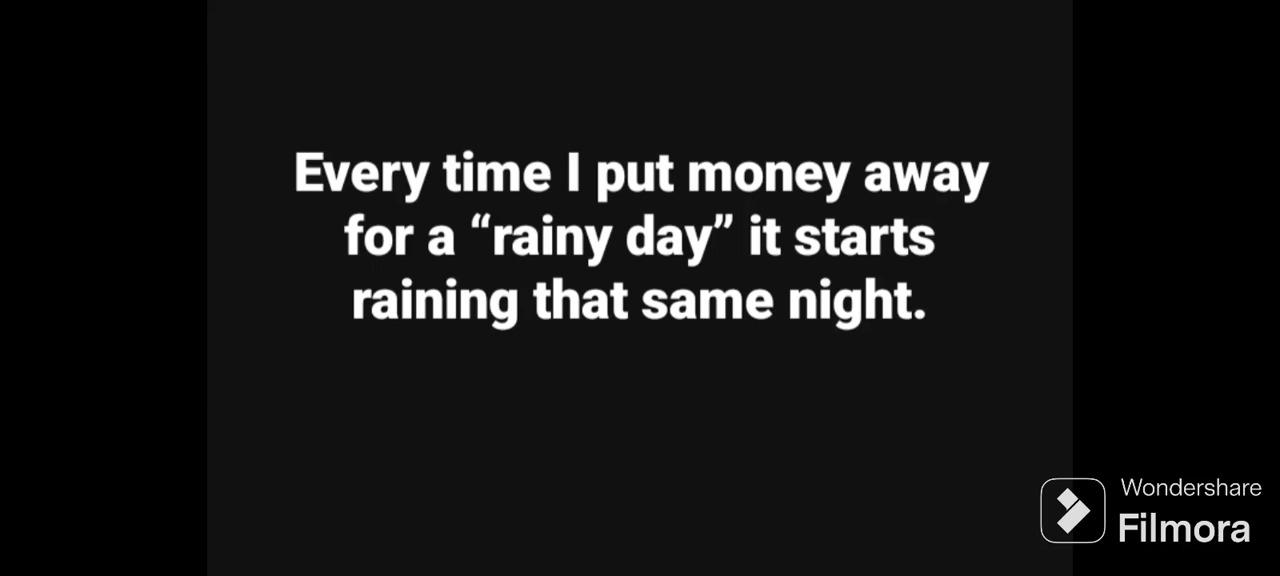 Every time I put money away
for a “rainy day” it starts
raining that same night.
Wondershare
Filmora